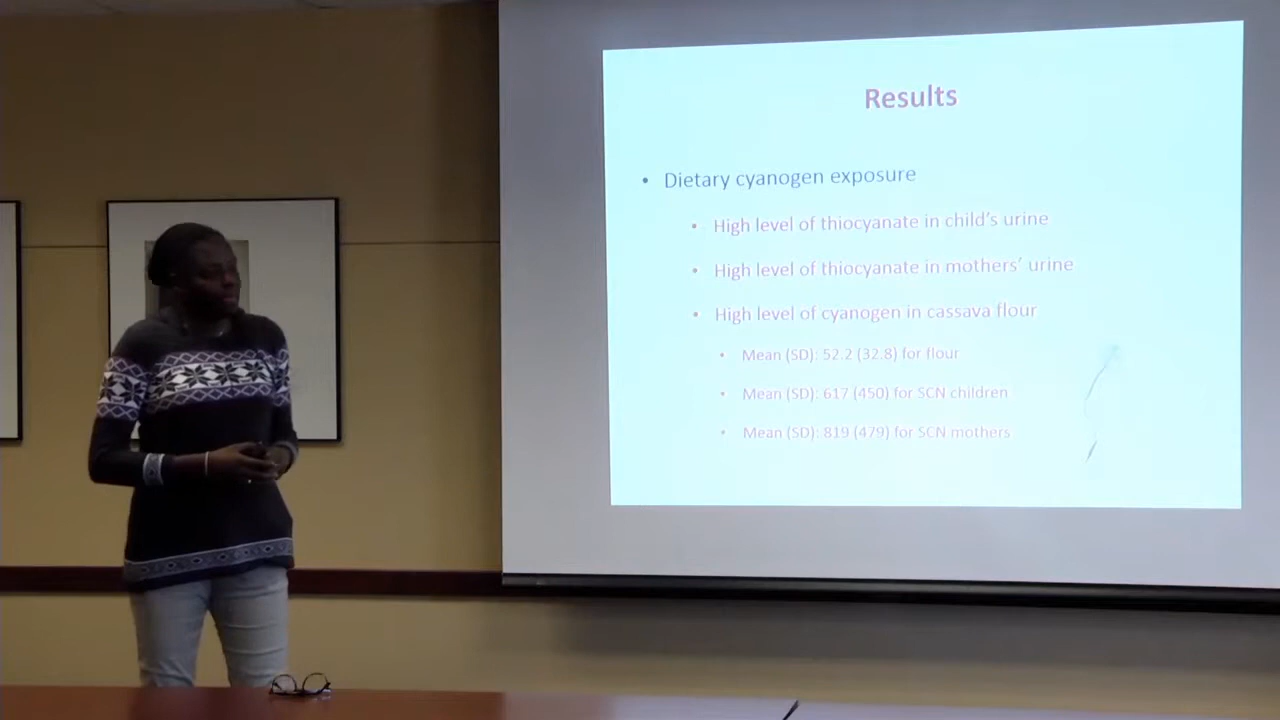 Results
• Dietary cyanogen exposure
• High level of thiocyanate in child's urine
• High level of thiocyanate in mothers' urine
• High level of cyanogen in cassava flour
• Mean (SD): 52.2 (32.8) for flour
• Mean (SD): 617 (450) for SCN children
• Mean (SD): 819 (479) for SCN mothers